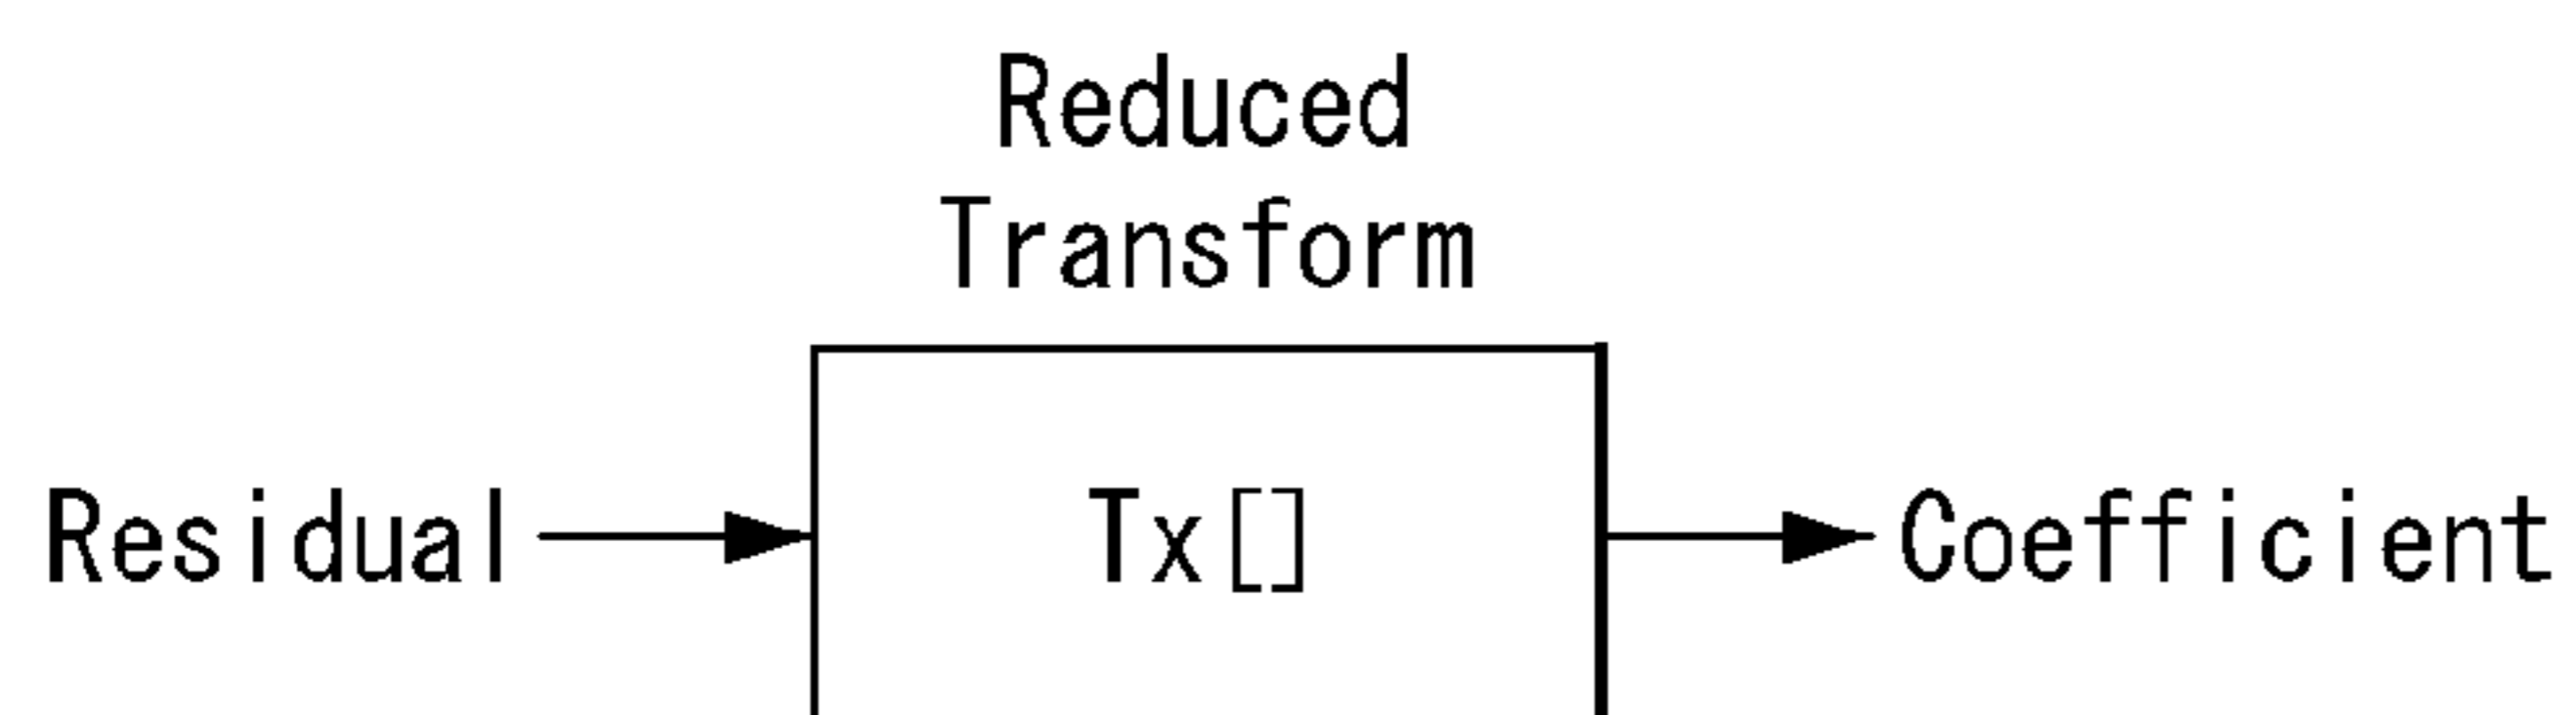 Reduced
Transform
Residual
Tx[]
Coefficient